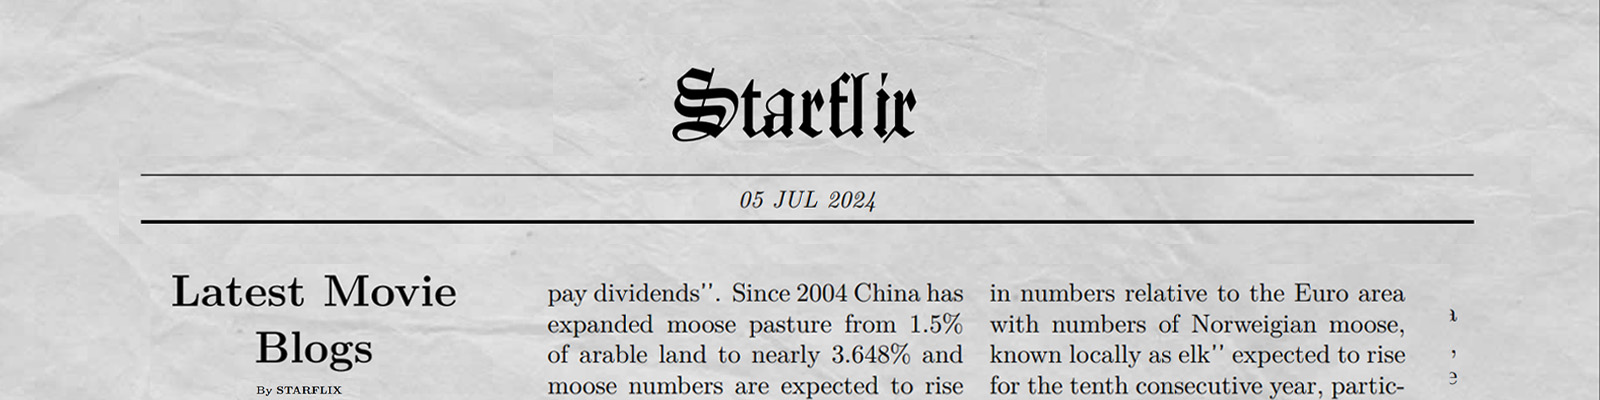 Starflix
05 JUL 2024
Latest Movie
Blogs
By STARFLIX
pay dividends''. Since 2004 China has
expanded moose pasture from 1.5%
of arable land to nearly 3.648% and
moose numbers are expected to rise
in numbers relative to the Euro area
with numbers of Norweigian moose,
known locally as elk'' expected to rise
for the tenth consecutive year, partic-